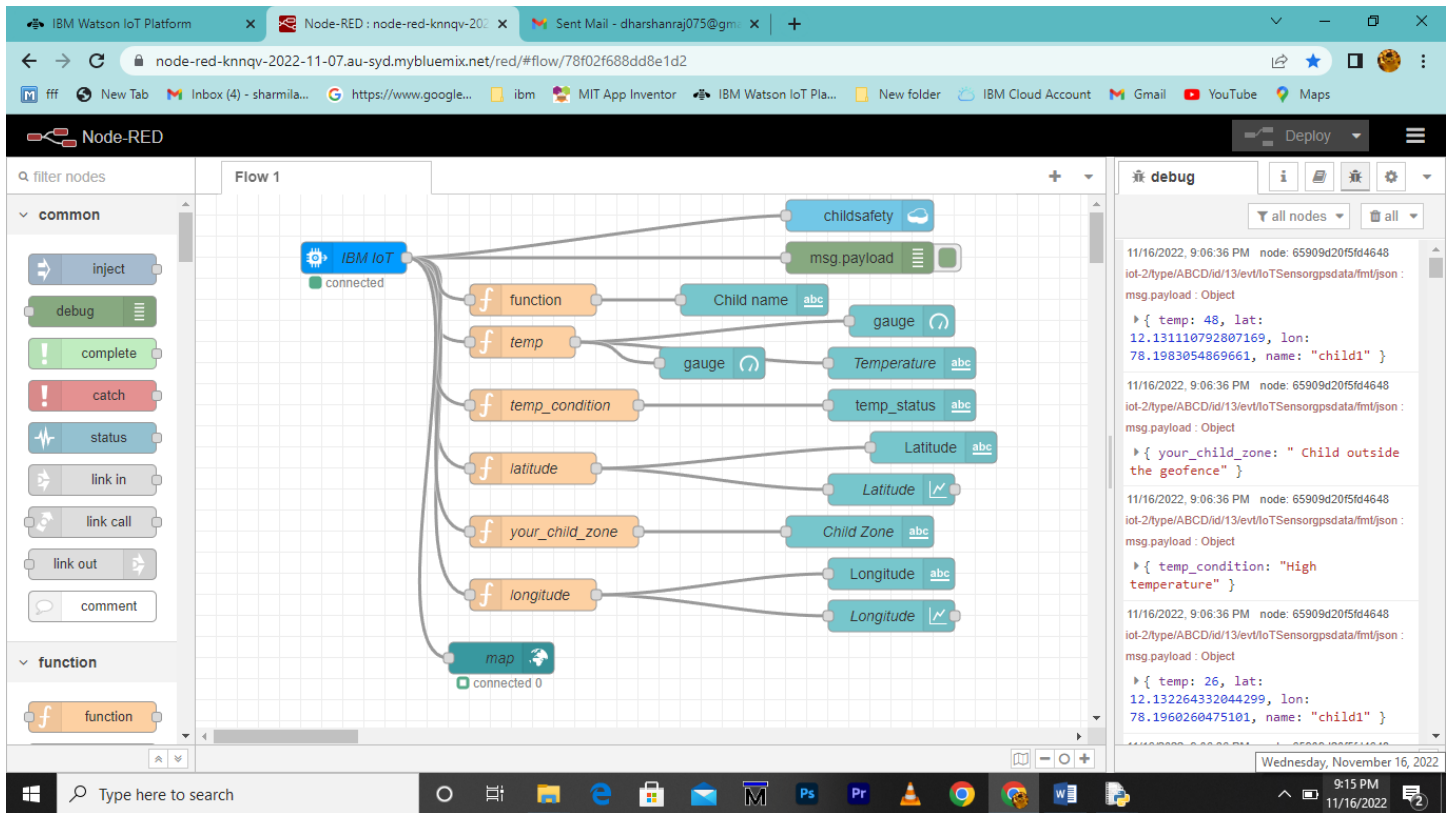 IBM Watson IoT Platform
Node-RED : node-red-knnqv-202
Sent Mail - dharshanraj075@gma
node-red-knnqv-2022-11-07.au-syd.mybluemix.net/red/#flow/78f02f688dd8e1d2
fff
New Tab
Inbox (4) - sharmila...
https://www.google...
ibm
MIT App Inventor
IBM Watson IoT Pla...
New folder
IBM Cloud Account
Gmail
YouTube
Maps
Node-RED
Deploy
filter nodes
common
inject
debug
complete
catch
status
link in
link call
link out
comment
function
function
Flow 1
IBM IoT
connected
childsafety
msg.payload
function
Child name abc
temp
gauge
gauge
Temperature abc
temp_condition
temp_status abc
latitude
Latitude abc
Latitude
your_child_zone
Child Zone abc
longitude
Longitude abc
Longitude
map
connected 0
debug
all nodes
all
11/16/2022, 9:06:36 PM node: 65909d20f5fd4648
iot-2/type/ABCD/id/13/evt/IoTSensorgpsdata/fmt/json :
msg.payload : Object
{ temp: 48, lat:
12.131110792807169, lon:
78.1983054869661, name: "child1" }
11/16/2022, 9:06:36 PM node: 65909d20f5fd4648
iot-2/type/ABCD/id/13/evt/IoTSensorgpsdata/fmt/json :
msg.payload : Object
{ your_child_zone: " Child outside
the geofence" }
11/16/2022, 9:06:36 PM node: 65909d20f5fd4648
iot-2/type/ABCD/id/13/evt/IoTSensorgpsdata/fmt/json :
msg.payload : Object
{ temp_condition: "High
temperature" }
11/16/2022, 9:06:36 PM node: 65909d20f5fd4648
iot-2/type/ABCD/id/13/evt/IoTSensorgpsdata/fmt/json :
msg.payload : Object
{ temp: 26, lat:
12.132264332044299, lon:
78.1960260475101, name: "child1" }
Wednesday, November 16, 2022
Type here to search
Ps
Pr
9:15 PM
11/16/2022
2